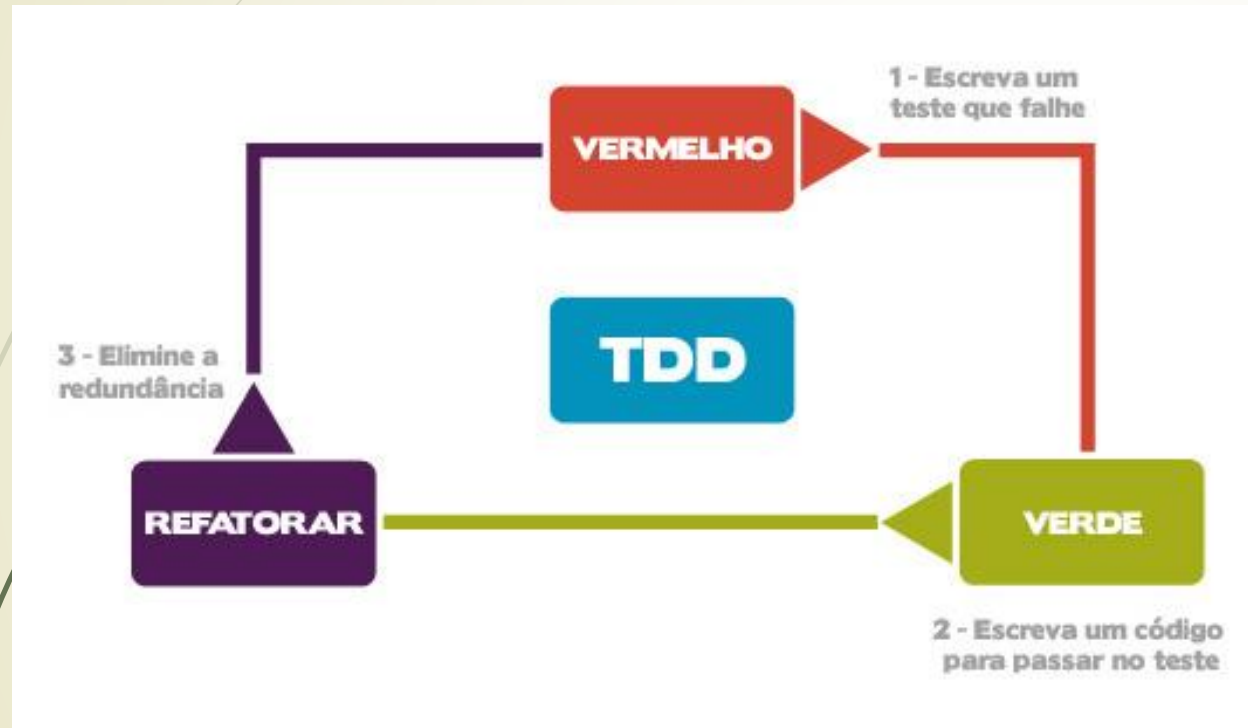 VERMELHO
1 - Escreva um
teste que falhe
TDD
3 - Elimine a
redundância
REFATORAR
VERDE
2 - Escreva um código
para passar no teste